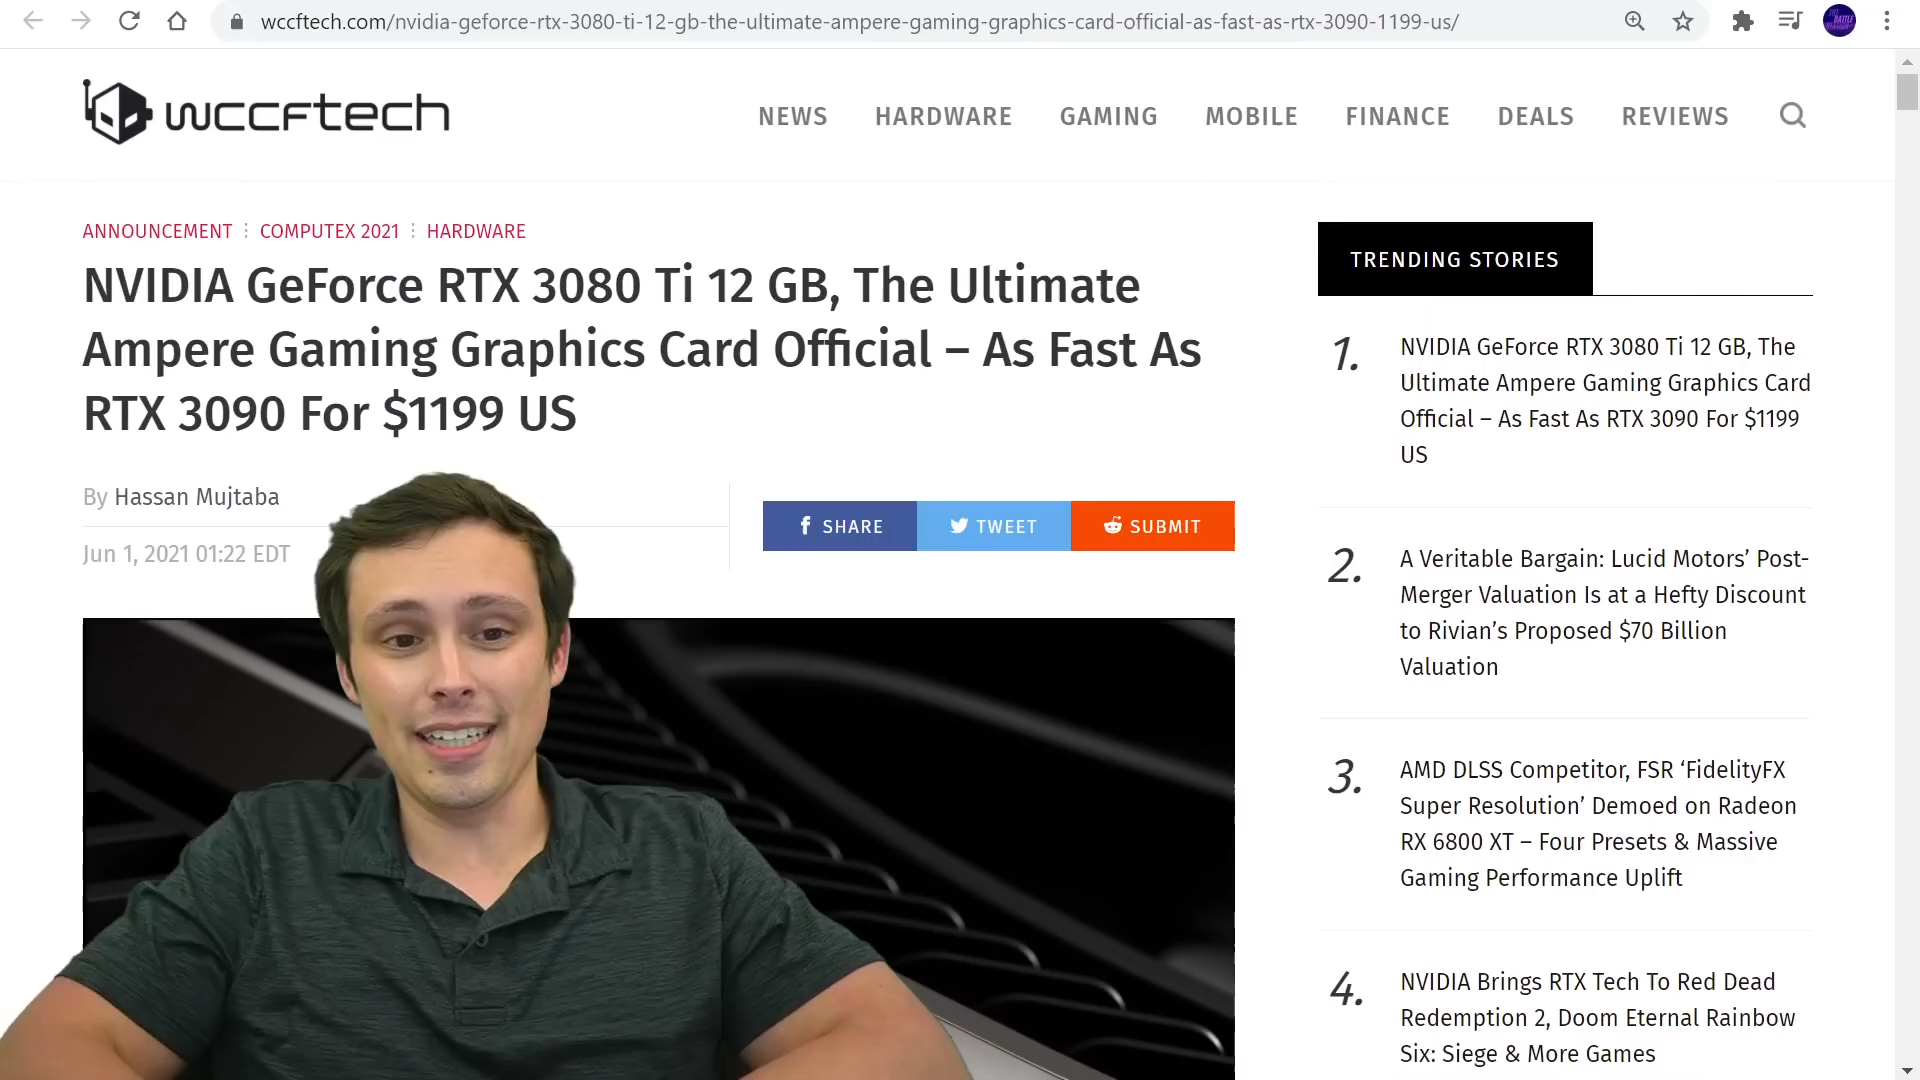 wccftech.com/nvidia-geforce-rtx-3080-ti-12-gb-the-ultimate-ampere-gaming-graphics-card-official-as-fast-as-rtx-3090-1199-us/
wccftech
NEWS HARDWARE GAMING MOBILE FINANCE DEALS REVIEWS
ANNOUNCEMENT COMPUTEX 2021 HARDWARE
NVIDIA GeForce RTX 3080 Ti 12 GB, The Ultimate
Ampere Gaming Graphics Card Official – As Fast As
RTX 3090 For $1199 US
By Hassan Mujtaba
Jun 1, 2021 01:22 EDT
SHARE TWEET SUBMIT
TRENDING STORIES
1.
NVIDIA GeForce RTX 3080 Ti 12 GB, The
Ultimate Ampere Gaming Graphics Card
Official – As Fast As RTX 3090 For $1199
US
2.
A Veritable Bargain: Lucid Motors’ Post-
Merger Valuation Is at a Hefty Discount
to Rivian’s Proposed $70 Billion
Valuation
3.
AMD DLSS Competitor, FSR ‘FidelityFX
Super Resolution’ Demoed on Radeon
RX 6800 XT – Four Presets & Massive
Gaming Performance Uplift
4.
NVIDIA Brings RTX Tech To Red Dead
Redemption 2, Doom Eternal Rainbow
Six: Siege & More Games